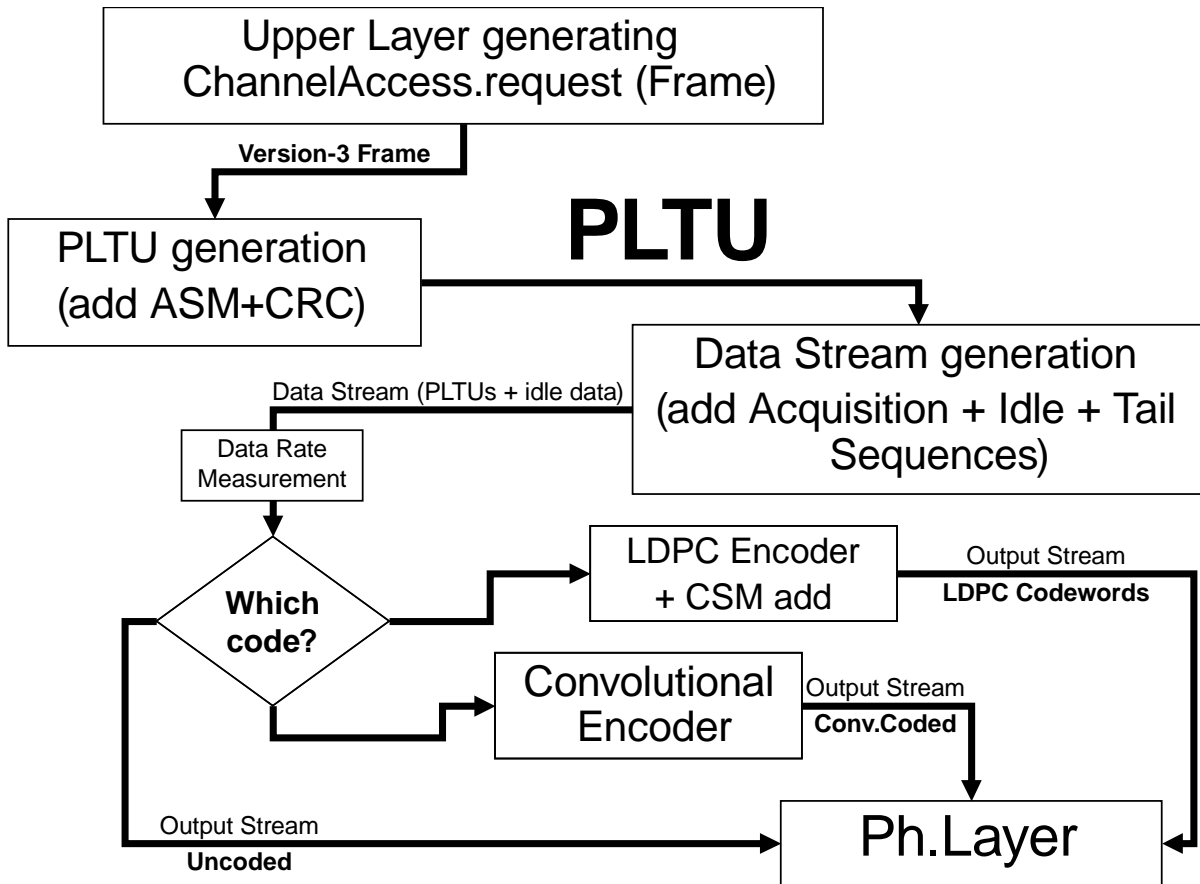 Upper Layer generating
ChannelAccess.request (Frame)
Version-3 Frame
PLTU
PLTU generation
(add ASM+CRC)
Data Stream generation
(add Acquisition + Idle + Tail
Sequences)
Data Stream (PLTUs + idle data)
Data Rate
Measurement
LDPC Encoder
+ CSM add
Output Stream
LDPC Codewords
Which
code?
Convolutional
Encoder
Output Stream
Conv.Coded
Output Stream
Uncoded
Ph.Layer